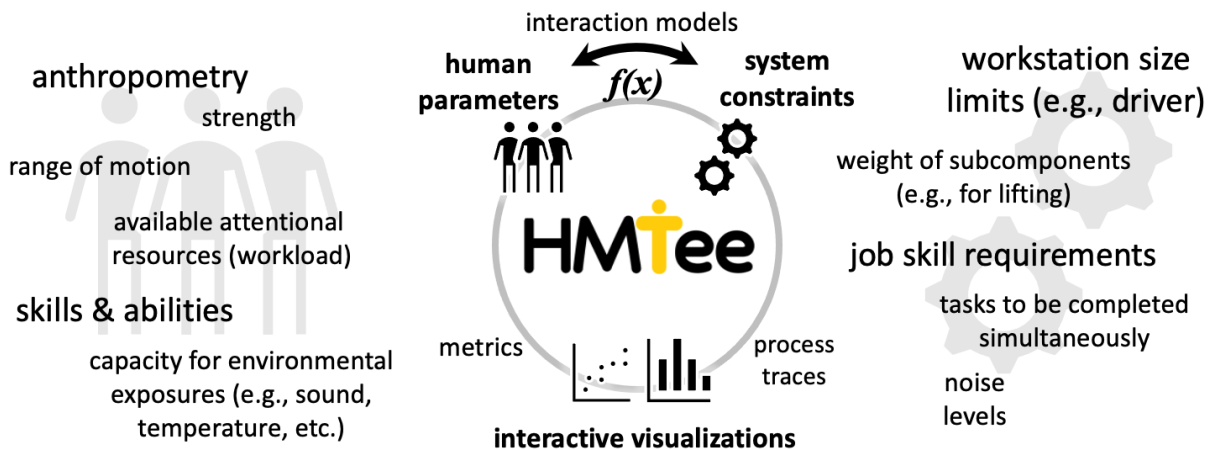 anthropometry
strength
range of motion
available attentional
resources (workload)
skills & abilities
capacity for environmental
exposures (e.g., sound,
temperature, etc.)
interaction models
human
parameters
f(x)
system
constraints
HMTee
metrics
process
traces
interactive visualizations
workstation size
limits (e.g., driver)
weight of subcomponents
(e.g., for lifting)
job skill requirements
tasks to be completed
simultaneously
noise
levels